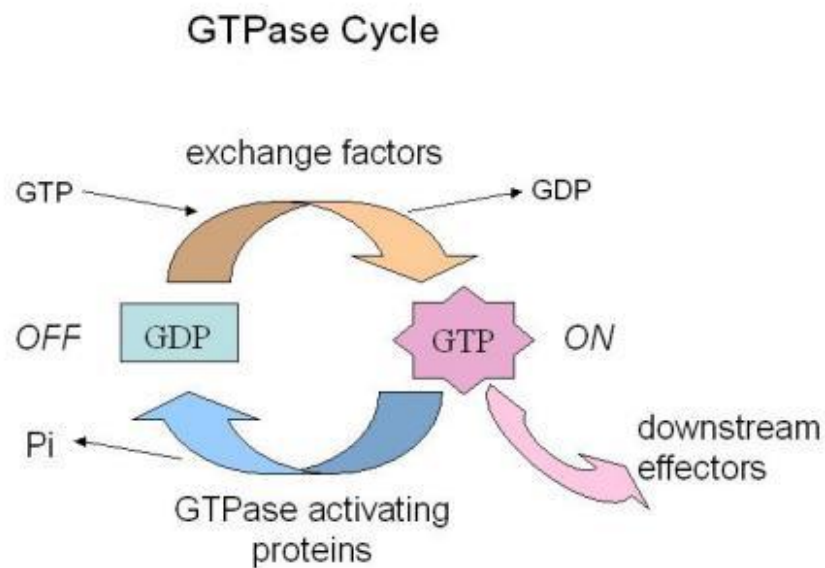 GTPase Cycle
exchange factors
GTP
GDP
OFF
GDP
GTP
ON
Pi
downstream
effectors
GTPase activating
proteins